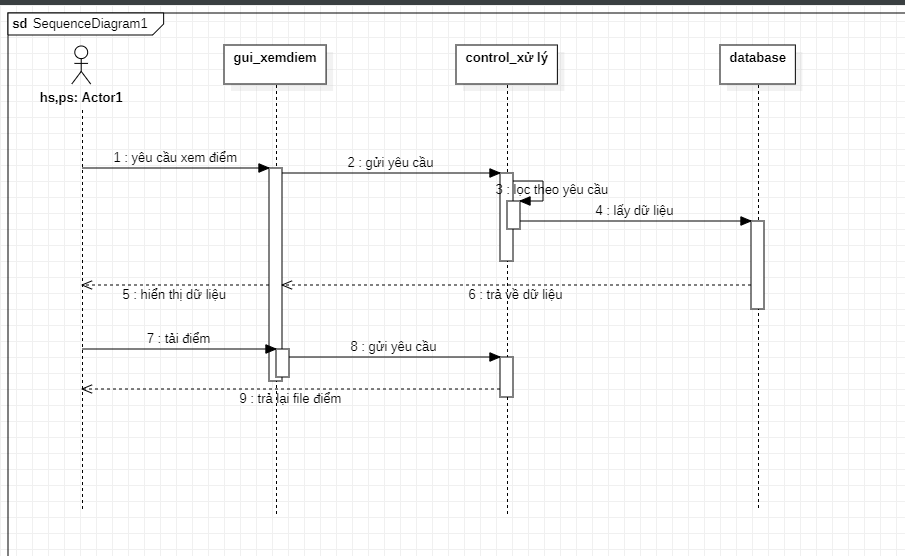 sd SequenceDiagram1
gui_xemdiem
control_xử lý
database
hs,ps: Actor1
1 : yêu cầu xem điểm
2 : gửi yêu cầu
3 : lọc theo yêu cầu
4 : lấy dữ liệu
5 : hiển thị dữ liệu
6 : trả về dữ liệu
7 : tải điểm
8 : gửi yêu cầu
9 : trả lại file điểm